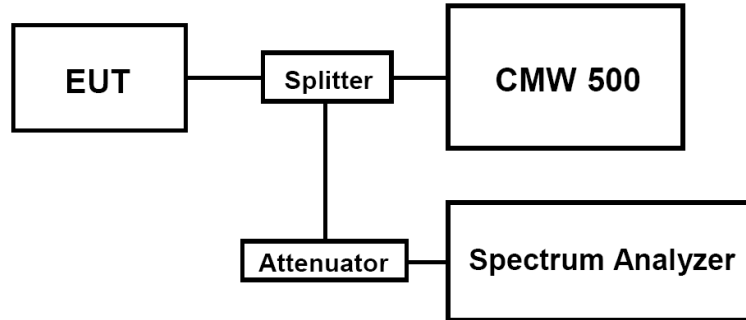 EUT
Splitter
CMW 500
Attenuator
Spectrum Analyzer